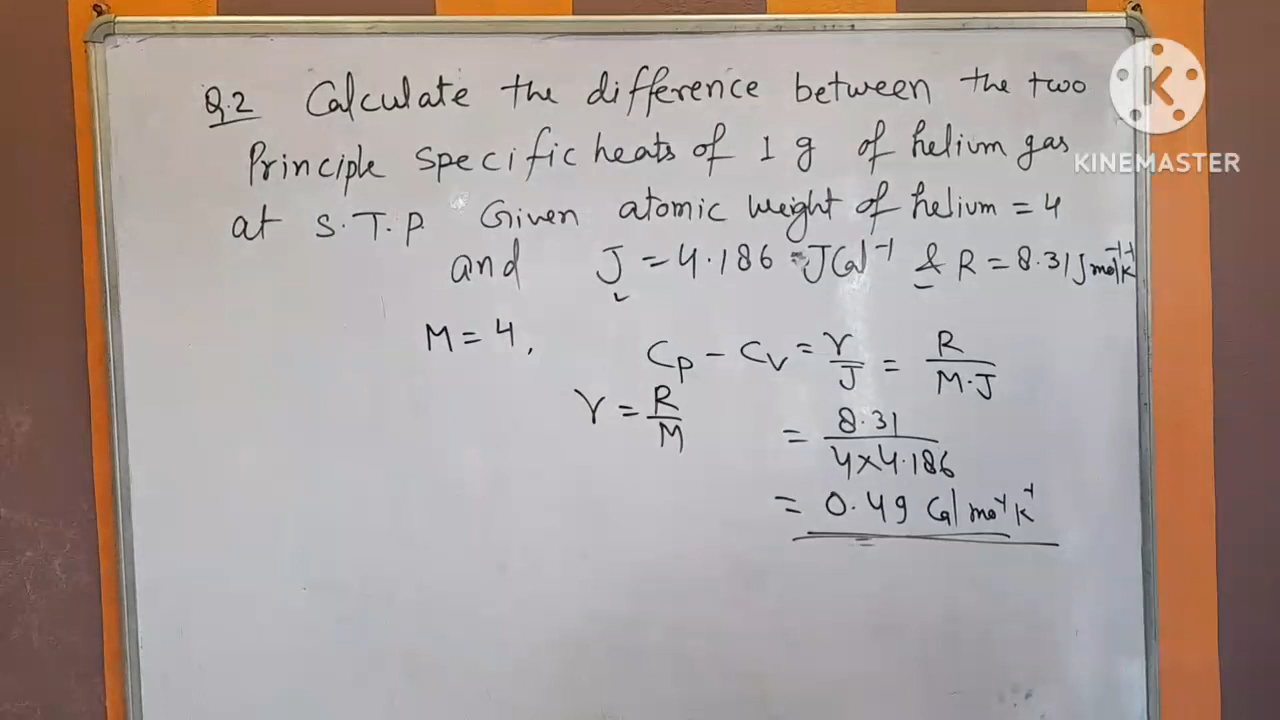 Q.2 Calculate the difference between the two
Principle specific heats of 1 g of helium gas
at S.T.P. Given atomic weight of helium = 4
and J = 4.186 J Cal⁻¹ & R = 8.31 J mol⁻¹ K⁻¹
M = 4,
Cp - Cv = r/J = R/M.J
r = R/M
= 8.31/4×4.186
= 0.49 Cal mol⁻¹ K⁻¹
K
KINEMASTER